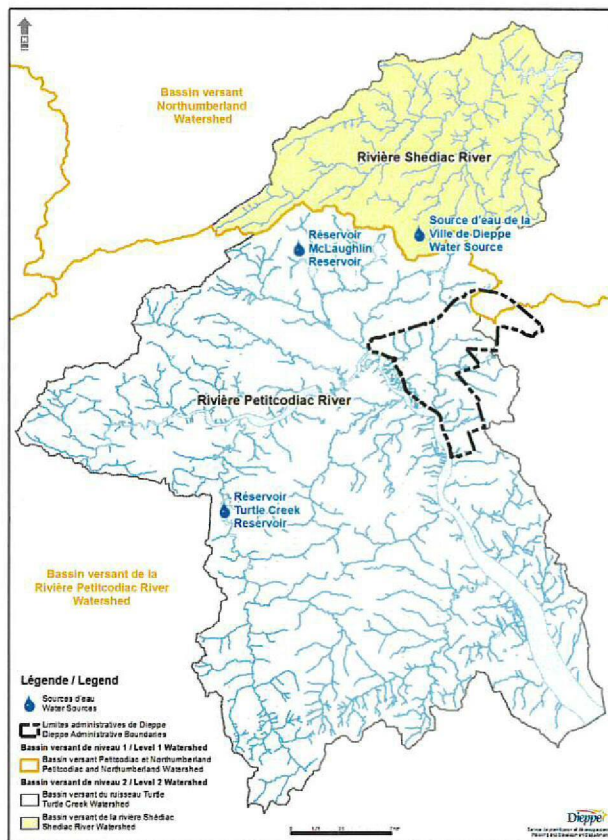 Bassin versant
Northumberland
Watershed
Rivière Shediac River
Source d'eau de la
Ville de Dieppe
Water Source
Réservoir
McLaughlin
Reservoir
Rivière Petitcodiac River
Réservoir
Turtle Creek
Reservoir
Bassin versant de la
Rivière Petitcodiac River
Watershed
Légende / Legend
Sources d'eau
Water Sources
Limites administratives de Dieppe
Dieppe Administrative Boundaries
Bassin versant de niveau 1 / Level 1 Watershed
Bassin versant Petitcodiac et Northumberland
Petitcodiac and Northumberland Watershed
Bassin versant de niveau 2 / Level 2 Watershed
Bassin versant du ruisseau Turtle
Turtle Creek Watershed
Bassin versant de la rivière Shédiac
Shediac River Watershed
Dieppe